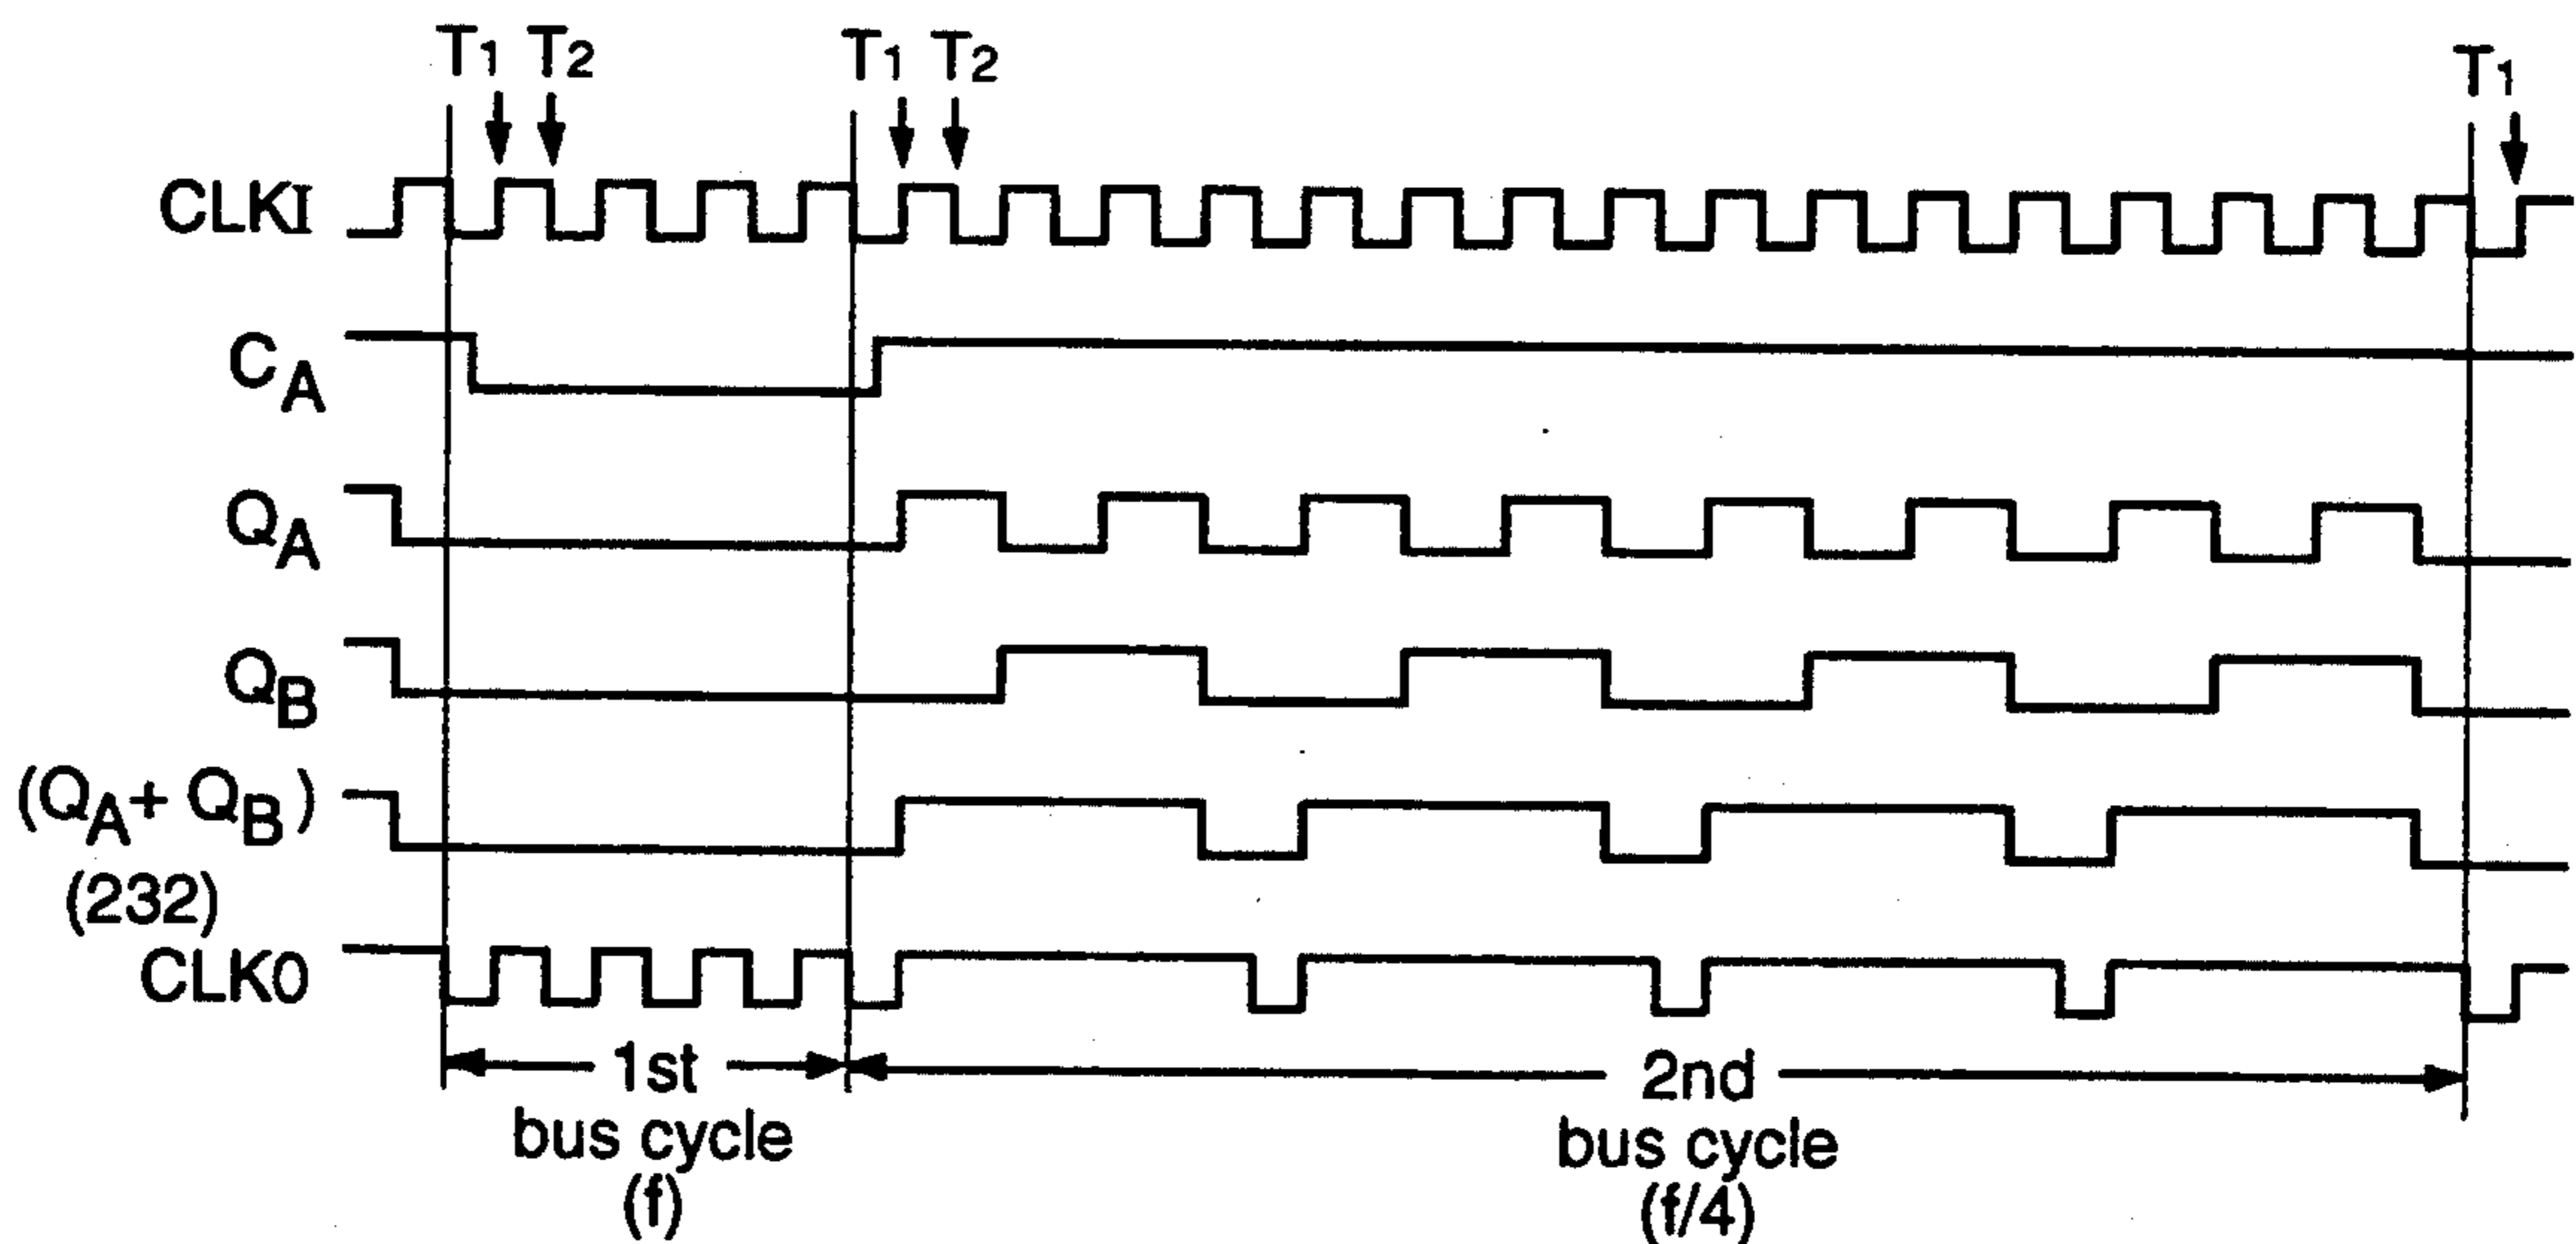 T1 T2 T1 T2 T1
CLKI
CA
QA
QB
(QA+ QB)
(232)
CLK0
1st
bus cycle
(f)
2nd
bus cycle
(f/4)